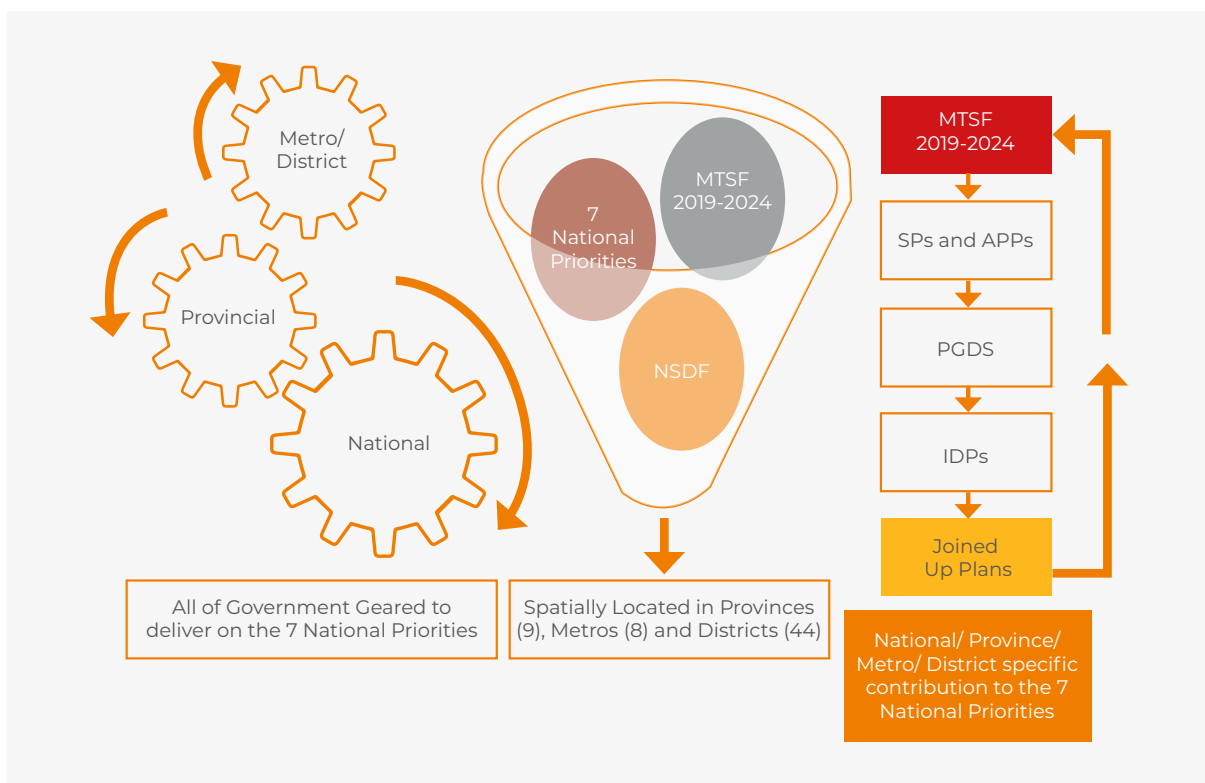 Metro/
District
Provincial
National
All of Government Geared to
deliver on the 7 National Priorities
7
National
Priorities
MTSF
2019-2024
NSDF
Spatially Located in Provinces
(9), Metros (8) and Districts (44)
MTSF
2019-2024
SPs and APPs
PGDS
IDPs
Joined
Up Plans
National/ Province/
Metro/ District specific
contribution to the 7
National Priorities